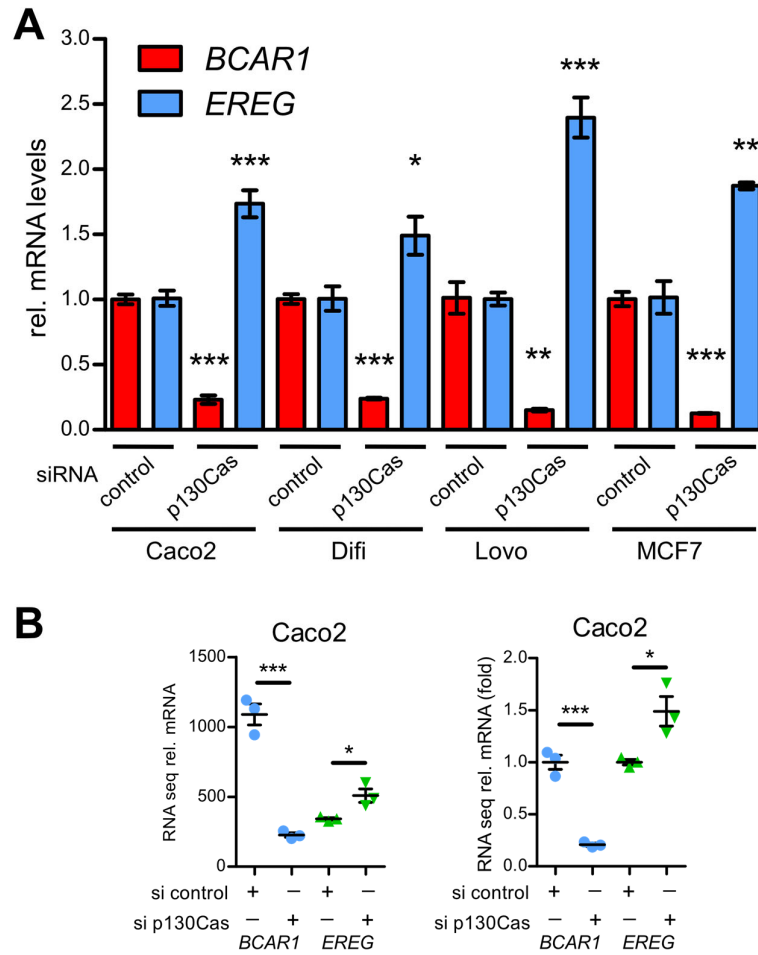 A
3.0
2.5
2.0
1.5
1.0
0.5
0.0
rel. mRNA levels
BCAR1
EREG
*** *** *** * ** *** *** **
siRNA
control p130Cas control p130Cas control p130Cas control p130Cas
Caco2 Difi Lovo MCF7
B
Caco2
1500
1000
500
0
RNA seq rel. mRNA
***
*
si control + − + −
si p130Cas − + − +
BCAR1 EREG
Caco2
2.0
1.5
1.0
0.5
0.0
RNA seq rel. mRNA (fold)
***
*
si control + − + −
si p130Cas − + − +
BCAR1 EREG